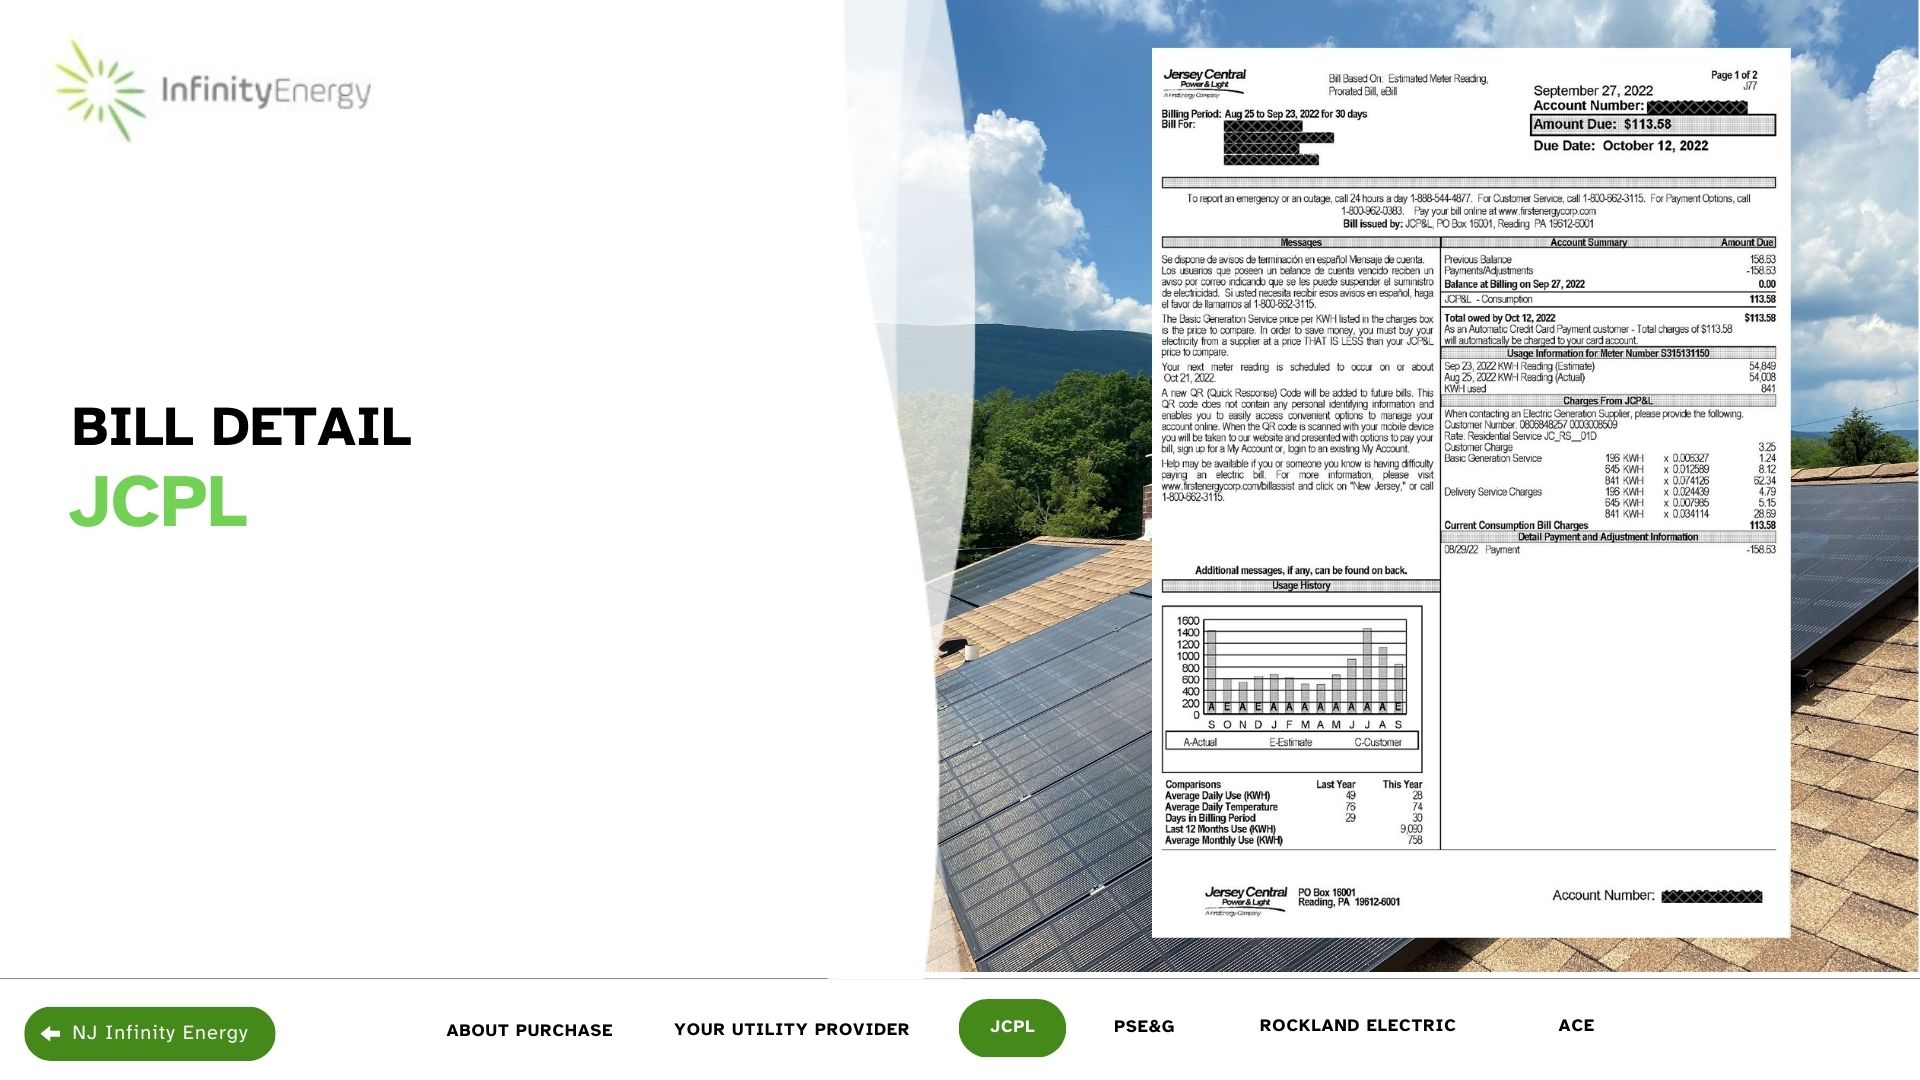 InfinityEnergy
BILL DETAIL
JCPL
Jersey Central
Power & Light
A FirstEnergy Company
Bill Based On: Estimated Meter Reading,
Prorated Bill, eBill
Page 1 of 2
J77
September 27, 2022
Account Number:
Amount Due: $113.58
Due Date: October 12, 2022
Billing Period: Aug 25 to Sep 23, 2022 for 30 days
Bill For:
To report an emergency or an outage, call 24 hours a day 1-888-544-4877. For Customer Service, call 1-800-662-3115. For Payment Options, call
1-800-962-0383. Pay your bill online at www.firstenergycorp.com
Bill issued by: JCP&L, PO Box 16001, Reading PA 19612-6001
Messages
Se dispone de avisos de terminación en español Mensaje de cuenta.
Los usuarios que poseen un balance de cuenta vencido reciben un
aviso por correo indicando que se les puede suspender el suministro
de electricidad. Si usted necesita recibir esos avisos en español, haga
el favor de llamarnos al 1-800-662-3115.
The Basic Generation Service price per KWH listed in the charges box
is the price to compare. In order to save money, you must buy your
electricity from a supplier at a price THAT IS LESS than your JCP&L
price to compare.
Your next meter reading is scheduled to occur on or about
Oct 21, 2022.
A new QR (Quick Response) Code will be added to future bills. This
QR code does not contain any personal identifying information and
enables you to easily access convenient options to manage your
account online. When the QR code is scanned with your mobile device
you will be taken to our website and presented with options to pay your
bill, sign up for a My Account or, login to an existing My Account.
Help may be available if you or someone you know is having difficulty
paying an electric bill. For more information, please visit
www.firstenergycorp.com/billassist and click on "New Jersey," or call
1-800-662-3115.
Additional messages, if any, can be found on back.
Account Summary Amount Due
Previous Balance 158.63
Payments/Adjustments -158.63
Balance at Billing on Sep 27, 2022 0.00
JCP&L - Consumption 113.58
Total owed by Oct 12, 2022 $113.58
As an Automatic Credit Card Payment customer - Total charges of $113.58
will automatically be charged to your card account.
Usage Information for Meter Number S315131150
Sep 23, 2022 KWH Reading (Estimate) 54,849
Aug 25, 2022 KWH Reading (Actual) 54,008
KWH used 841
Charges From JCP&L
When contacting an Electric Generation Supplier, please provide the following.
Customer Number: 0806848257 0003008509
Rate: Residential Service JC_RS__01D
Customer Charge 3.25
Basic Generation Service 196 KWH x 0.006327 1.24
645 KWH x 0.012589 8.12
841 KWH x 0.074126 62.34
Delivery Service Charges 196 KWH x 0.024439 4.79
645 KWH x 0.007985 5.15
841 KWH x 0.034114 28.69
Current Consumption Bill Charges 113.58
Detail Payment and Adjustment Information
08/29/22 Payment -158.63
Usage History
1600
1400
1200
1000
800
600
400
200
0
A E A E A A A A A A A A E
S O N D J F M A M J J A S
A-Actual E-Estimate C-Customer
Comparisons Last Year This Year
Average Daily Use (KWH) 49 28
Average Daily Temperature 76 74
Days in Billing Period 29 30
Last 12 Months Use (KWH) 9,090
Average Monthly Use (KWH) 758
Jersey Central
Power & Light
A FirstEnergy Company
PO Box 16001
Reading, PA 19612-6001
Account Number:
NJ Infinity Energy
ABOUT PURCHASE
YOUR UTILITY PROVIDER
JCPL
PSE&G
ROCKLAND ELECTRIC
ACE